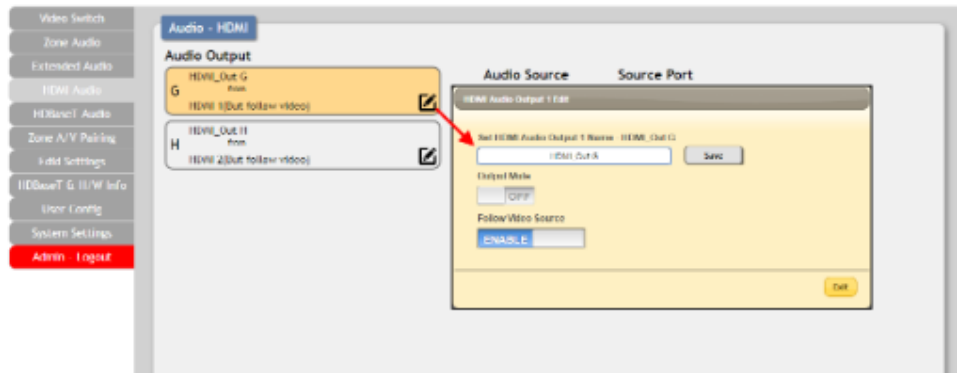 Video Switch
Zone Audio
Extended Audio
HDMI Audio
HDBaseT Audio
Zone A/V Pairing
Edid Settings
HDBaseT & H/W Info
User Config
System Settings
Admin - Logout
Audio - HDMI
Audio Output
HDMI_Out G
G
from
HDMI 1(But follow video)
HDMI_Out H
H
from
HDMI 2(But follow video)
Audio Source Source Port
HDMI Audio Output 1 Edit
Set HDMI Audio Output 1 Name HDMI_Out G
HDMI_Out G Save
Output Mute
OFF
Follow Video Source
ENABLE
Exit